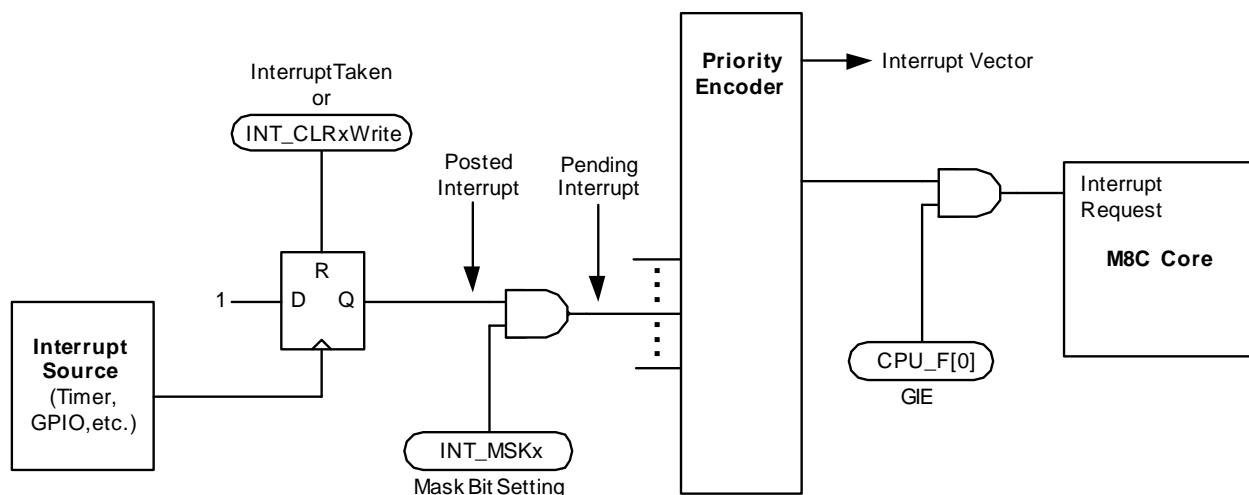 Priority
Encoder
Interrupt Vector
InterruptTaken
or
INT_CLRxWrite
Posted
Interrupt
Pending
Interrupt
Interrupt
Request
M8C Core
R
1
D
Q
Interrupt
Source
(Timer,
GPIO,etc.)
CPU_F[0]
GIE
INT_MSKx
Mask Bit Setting